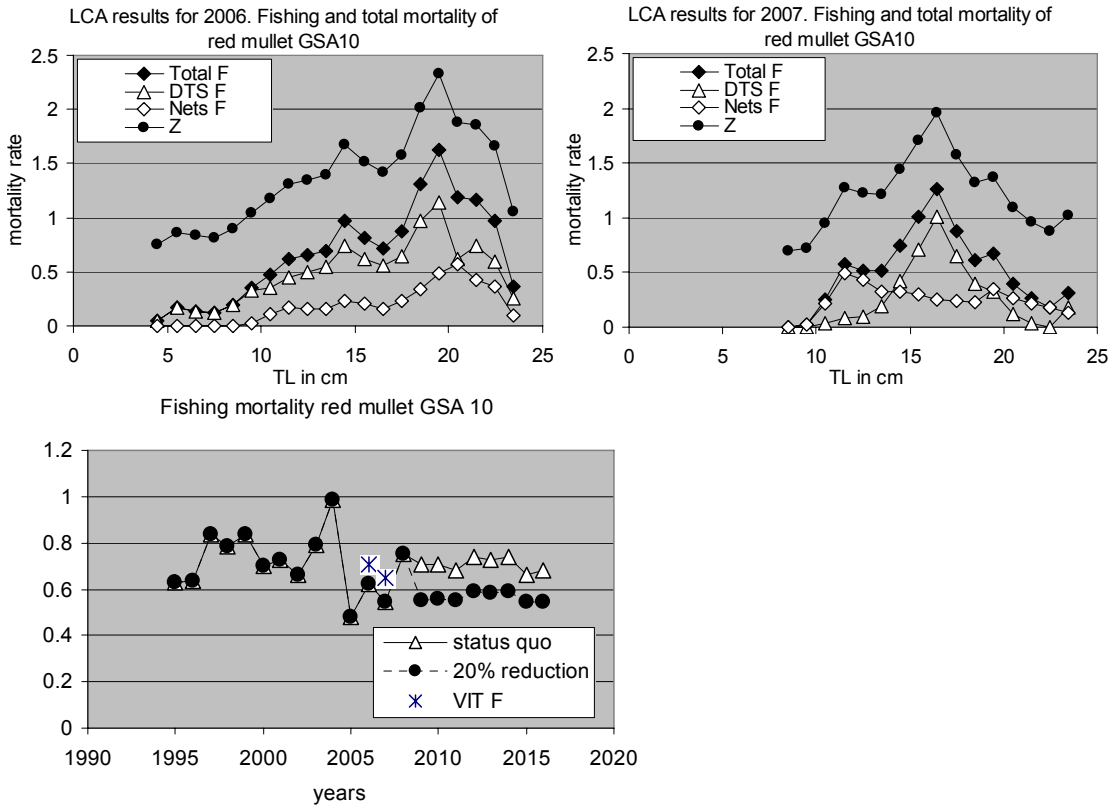 LCA results for 2006. Fishing and total mortality of
red mullet GSA10
2.5
2
1.5
1
0.5
0
mortality rate
Total F
DTS F
Nets F
Z
0 5 10 15 20 25
TL in cm
LCA results for 2007. Fishing and total mortality of
red mullet GSA10
2.5
2
1.5
1
0.5
0
mortality rate
Total F
DTS F
Nets F
Z
0 5 10 15 20 25
TL in cm
Fishing mortality red mullet GSA 10
1.2
1
0.8
0.6
0.4
0.2
0
status quo
20% reduction
VIT F
1990 1995 2000 2005 2010 2015 2020
years